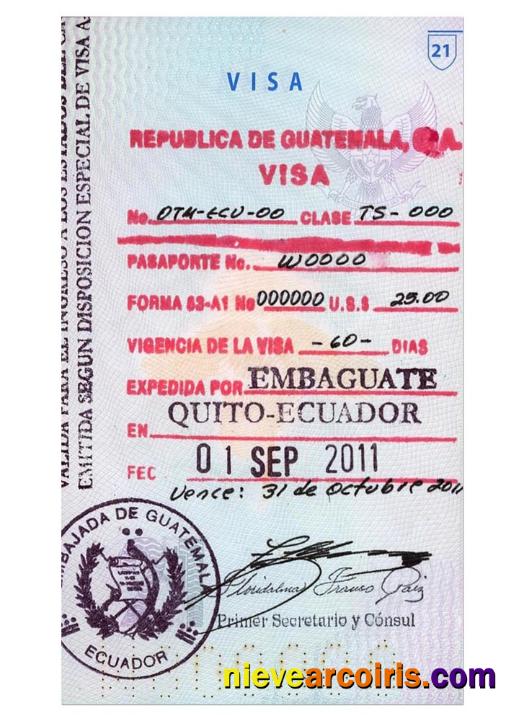 21
VISA
REPUBLICA DE GUATEMALA, C.A.
VISA
No. OTM-ECU-00 CLASE TS-000
PASAPORTE No. W0000
FORMA 63-A1 No 000000 U.S.$ 25.00
VIGENCIA DE LA VISA -60- DIAS
EXPEDIDA POR EMBAGUATE
EN QUITO-ECUADOR
FEC 01 SEP 2011
Vence: 31 de Octubre 2011
Franco Paiz
Primer Secretario y Cónsul
EMBAJADA DE GUATEMALA
ECUADOR
VALIDA PARA EL INGRESO A LOS ESTADOS DEL CA
EMITIDA SEGUN DISPOSICION ESPECIAL DE VISA A
nievearcoiris.com